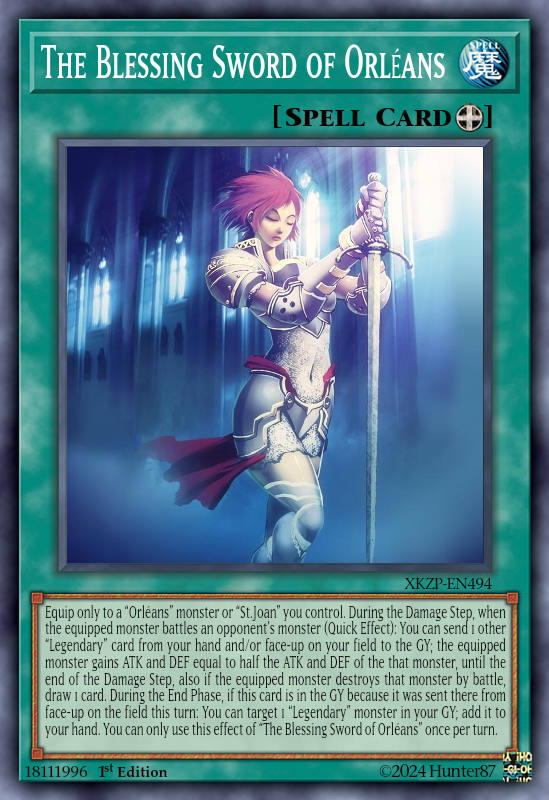 The Blessing Sword of Orléans
SPELL
魔
[Spell Card]
XKZP-EN494
Equip only to a “Orléans” monster or “St.Joan” you control. During the Damage Step, when
the equipped monster battles an opponent's monster (Quick Effect): You can send 1 other
“Legendary” card from your hand and/or face-up on your field to the GY; the equipped
monster gains ATK and DEF equal to half the ATK and DEF of the that monster, until the
end of the Damage Step, also if the equipped monster destroys that monster by battle,
draw 1 card. During the End Phase, if this card is in the GY because it was sent there from
face-up on the field this turn: You can target 1 “Legendary” monster in your GY; add it to
your hand. You can only use this effect of “The Blessing Sword of Orléans” once per turn.
18111996 1st Edition ©2024 Hunter87